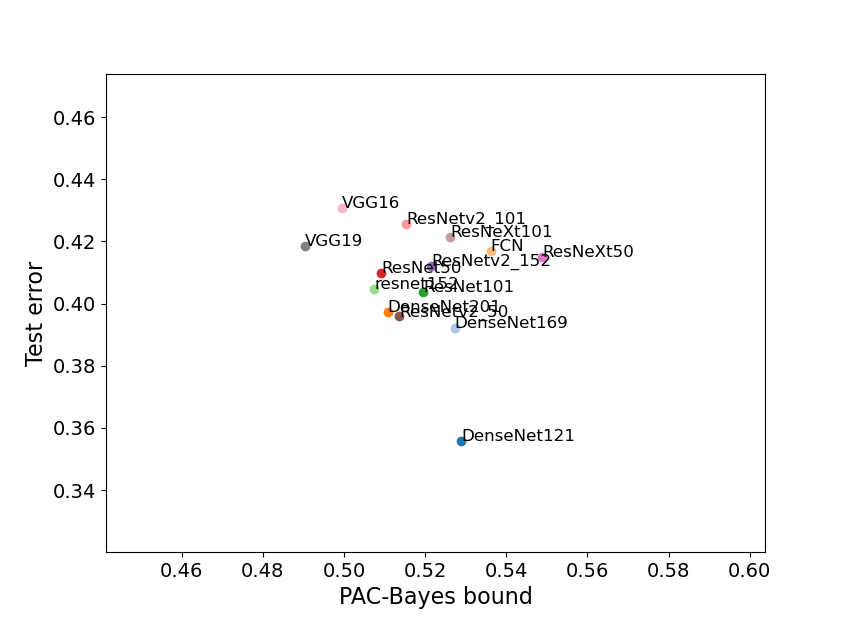 0.46
0.44
VGG16
ResNetv2_101
ResNeXt101
0.42
VGG19
FCN
ResNeXt50
ResNetv2_152
ResNet50
resnet152
ResNet101
0.40
DenseNet201
ResNetv2_50
DenseNet169
0.38
0.36
DenseNet121
0.34
Test error
0.46 0.48 0.50 0.52 0.54 0.56 0.58 0.60
PAC-Bayes bound